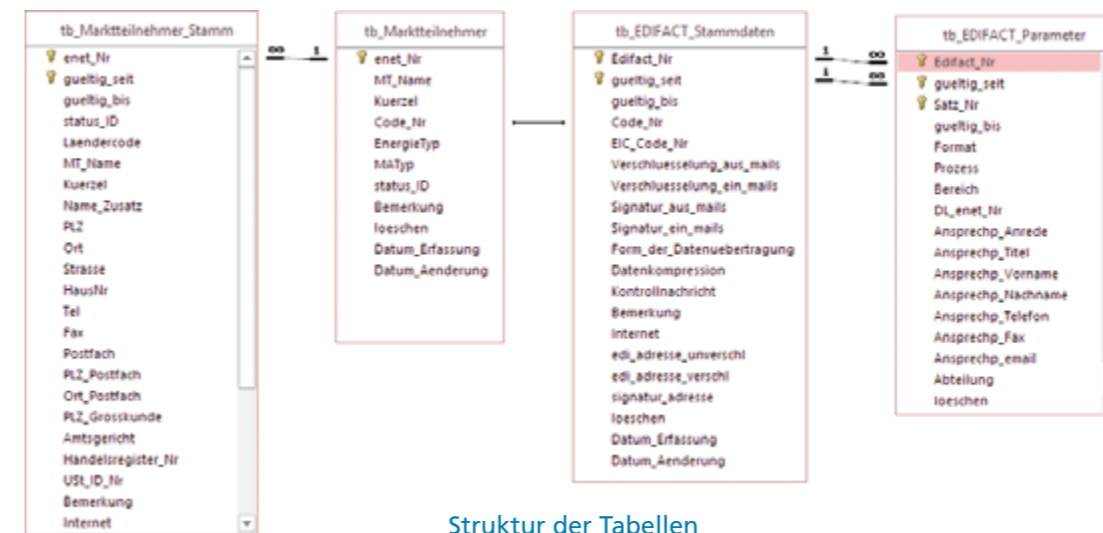 tb_Marktteilnehmer_Stamm
enet_Nr
gueltig_seit
gueltig_bis
status_ID
Laendercode
MT_Name
Kuerzel
Name_Zusatz
PLZ
Ort
Strasse
HausNr
Tel
Fax
Postfach
PLZ_Postfach
Ort_Postfach
PLZ_Grosskunde
Amtsgericht
Handelsregister_Nr
USt_ID_Nr
Bemerkung
Internet
∞ 1
tb_Marktteilnehmer
enet_Nr
MT_Name
Kuerzel
Code_Nr
EnergieTyp
MATyp
status_ID
Bemerkung
loeschen
Datum_Erfassung
Datum_Aenderung
tb_EDIFACT_Stammdaten
Edifact_Nr
gueltig_seit
gueltig_bis
Code_Nr
EIC_Code_Nr
Verschluesselung_aus_mails
Verschluesselung_ein_mails
Signatur_aus_mails
Signatur_ein_mails
Form_der_Datenuebertragung
Datenkompression
Kontrollnachricht
Bemerkung
Internet
edi_adresse_unverschl
edi_adresse_verschl
signatur_adresse
loeschen
Datum_Erfassung
Datum_Aenderung
1 ∞
1 ∞
tb_EDIFACT_Parameter
Edifact_Nr
gueltig_seit
Satz_Nr
gueltig_bis
Format
Prozess
Bereich
DL_enet_Nr
Ansprechp_Anrede
Ansprechp_Titel
Ansprechp_Vorname
Ansprechp_Nachname
Ansprechp_Telefon
Ansprechp_Fax
Ansprechp_email
Abteilung
loeschen
Struktur der Tabellen